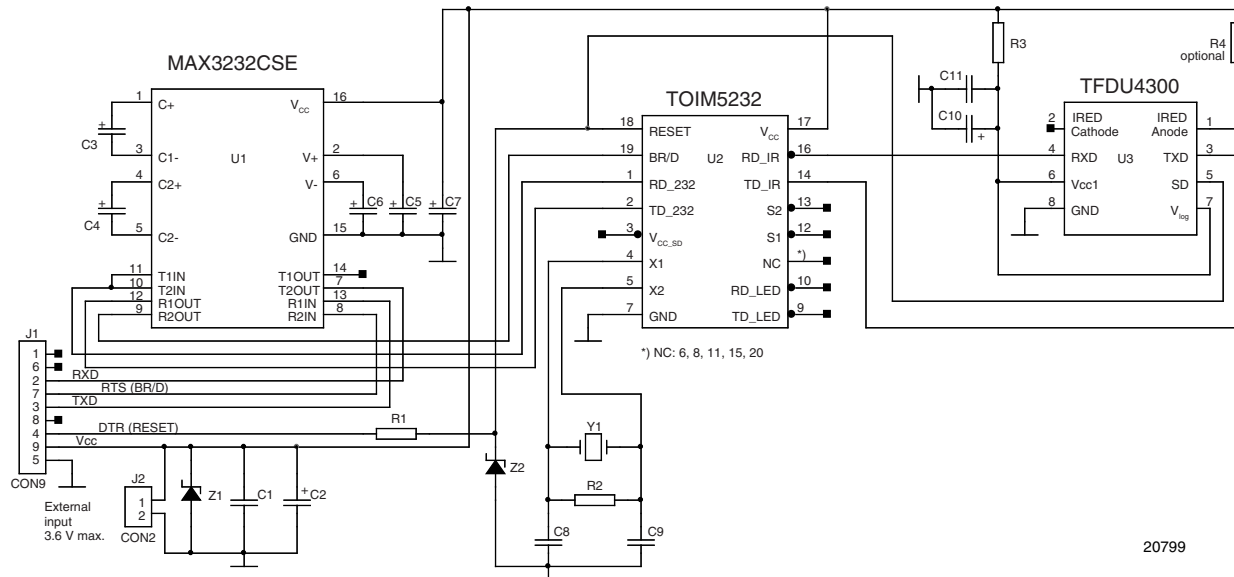 MAX3232CSE
1 C+
VCC 16
3 C1-
U1
V+ 2
4 C2+
V- 6
5 C2-
GND 15
11 T1IN
T1OUT 14
10 T2IN
T2OUT 7
12 R1OUT
R1IN 13
9 R2OUT
R2IN 8
+ C3
+ C4
+ C6
+ C5
+ C7
TOIM5232
18 RESET
VCC 17
19 BR/D
U2
RD_IR 16
1 RD_232
TD_IR 14
2 TD_232
S2 13
3 VCC_SD
S1 12
4 X1
NC *)
5 X2
RD_LED 10
7 GND
TD_LED 9
*) NC: 6, 8, 11, 15, 20
R3
R4
optional
C11
C10 +
TFDU4300
2 IRED
Cathode
IRED
Anode 1
4 RXD
U3
TXD 3
6 Vcc1
SD 5
8 GND
Vlog 7
J1
1
6
2 RXD
7 RTS (BR/D)
3 TXD
8
4 DTR (RESET)
9 Vcc
5
CON9
R1
Z2
Y1
R2
C8
C9
External
input
3.6 V max.
J2
1
2
CON2
Z1
C1
+ C2
20799